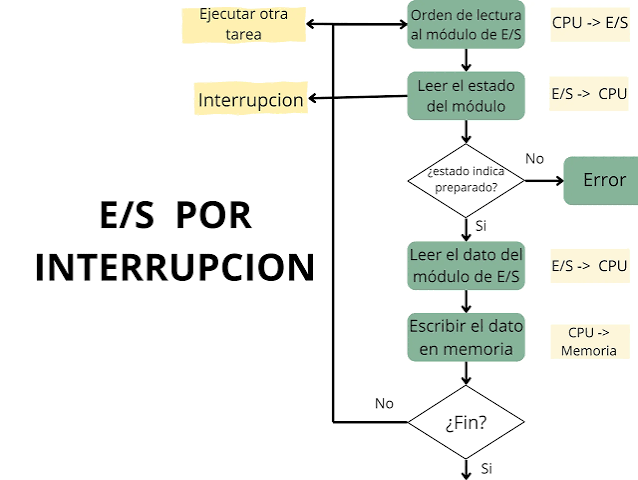 Ejecutar otra
tarea
Orden de lectura
al módulo de E/S
CPU -> E/S
Interrupcion
Leer el estado
del módulo
E/S -> CPU
¿estado indica
preparado?
No
Error
Si
E/S POR
INTERRUPCION
Leer el dato del
módulo de E/S
E/S -> CPU
Escribir el dato
en memoria
CPU ->
Memoria
No
¿Fin?
Si